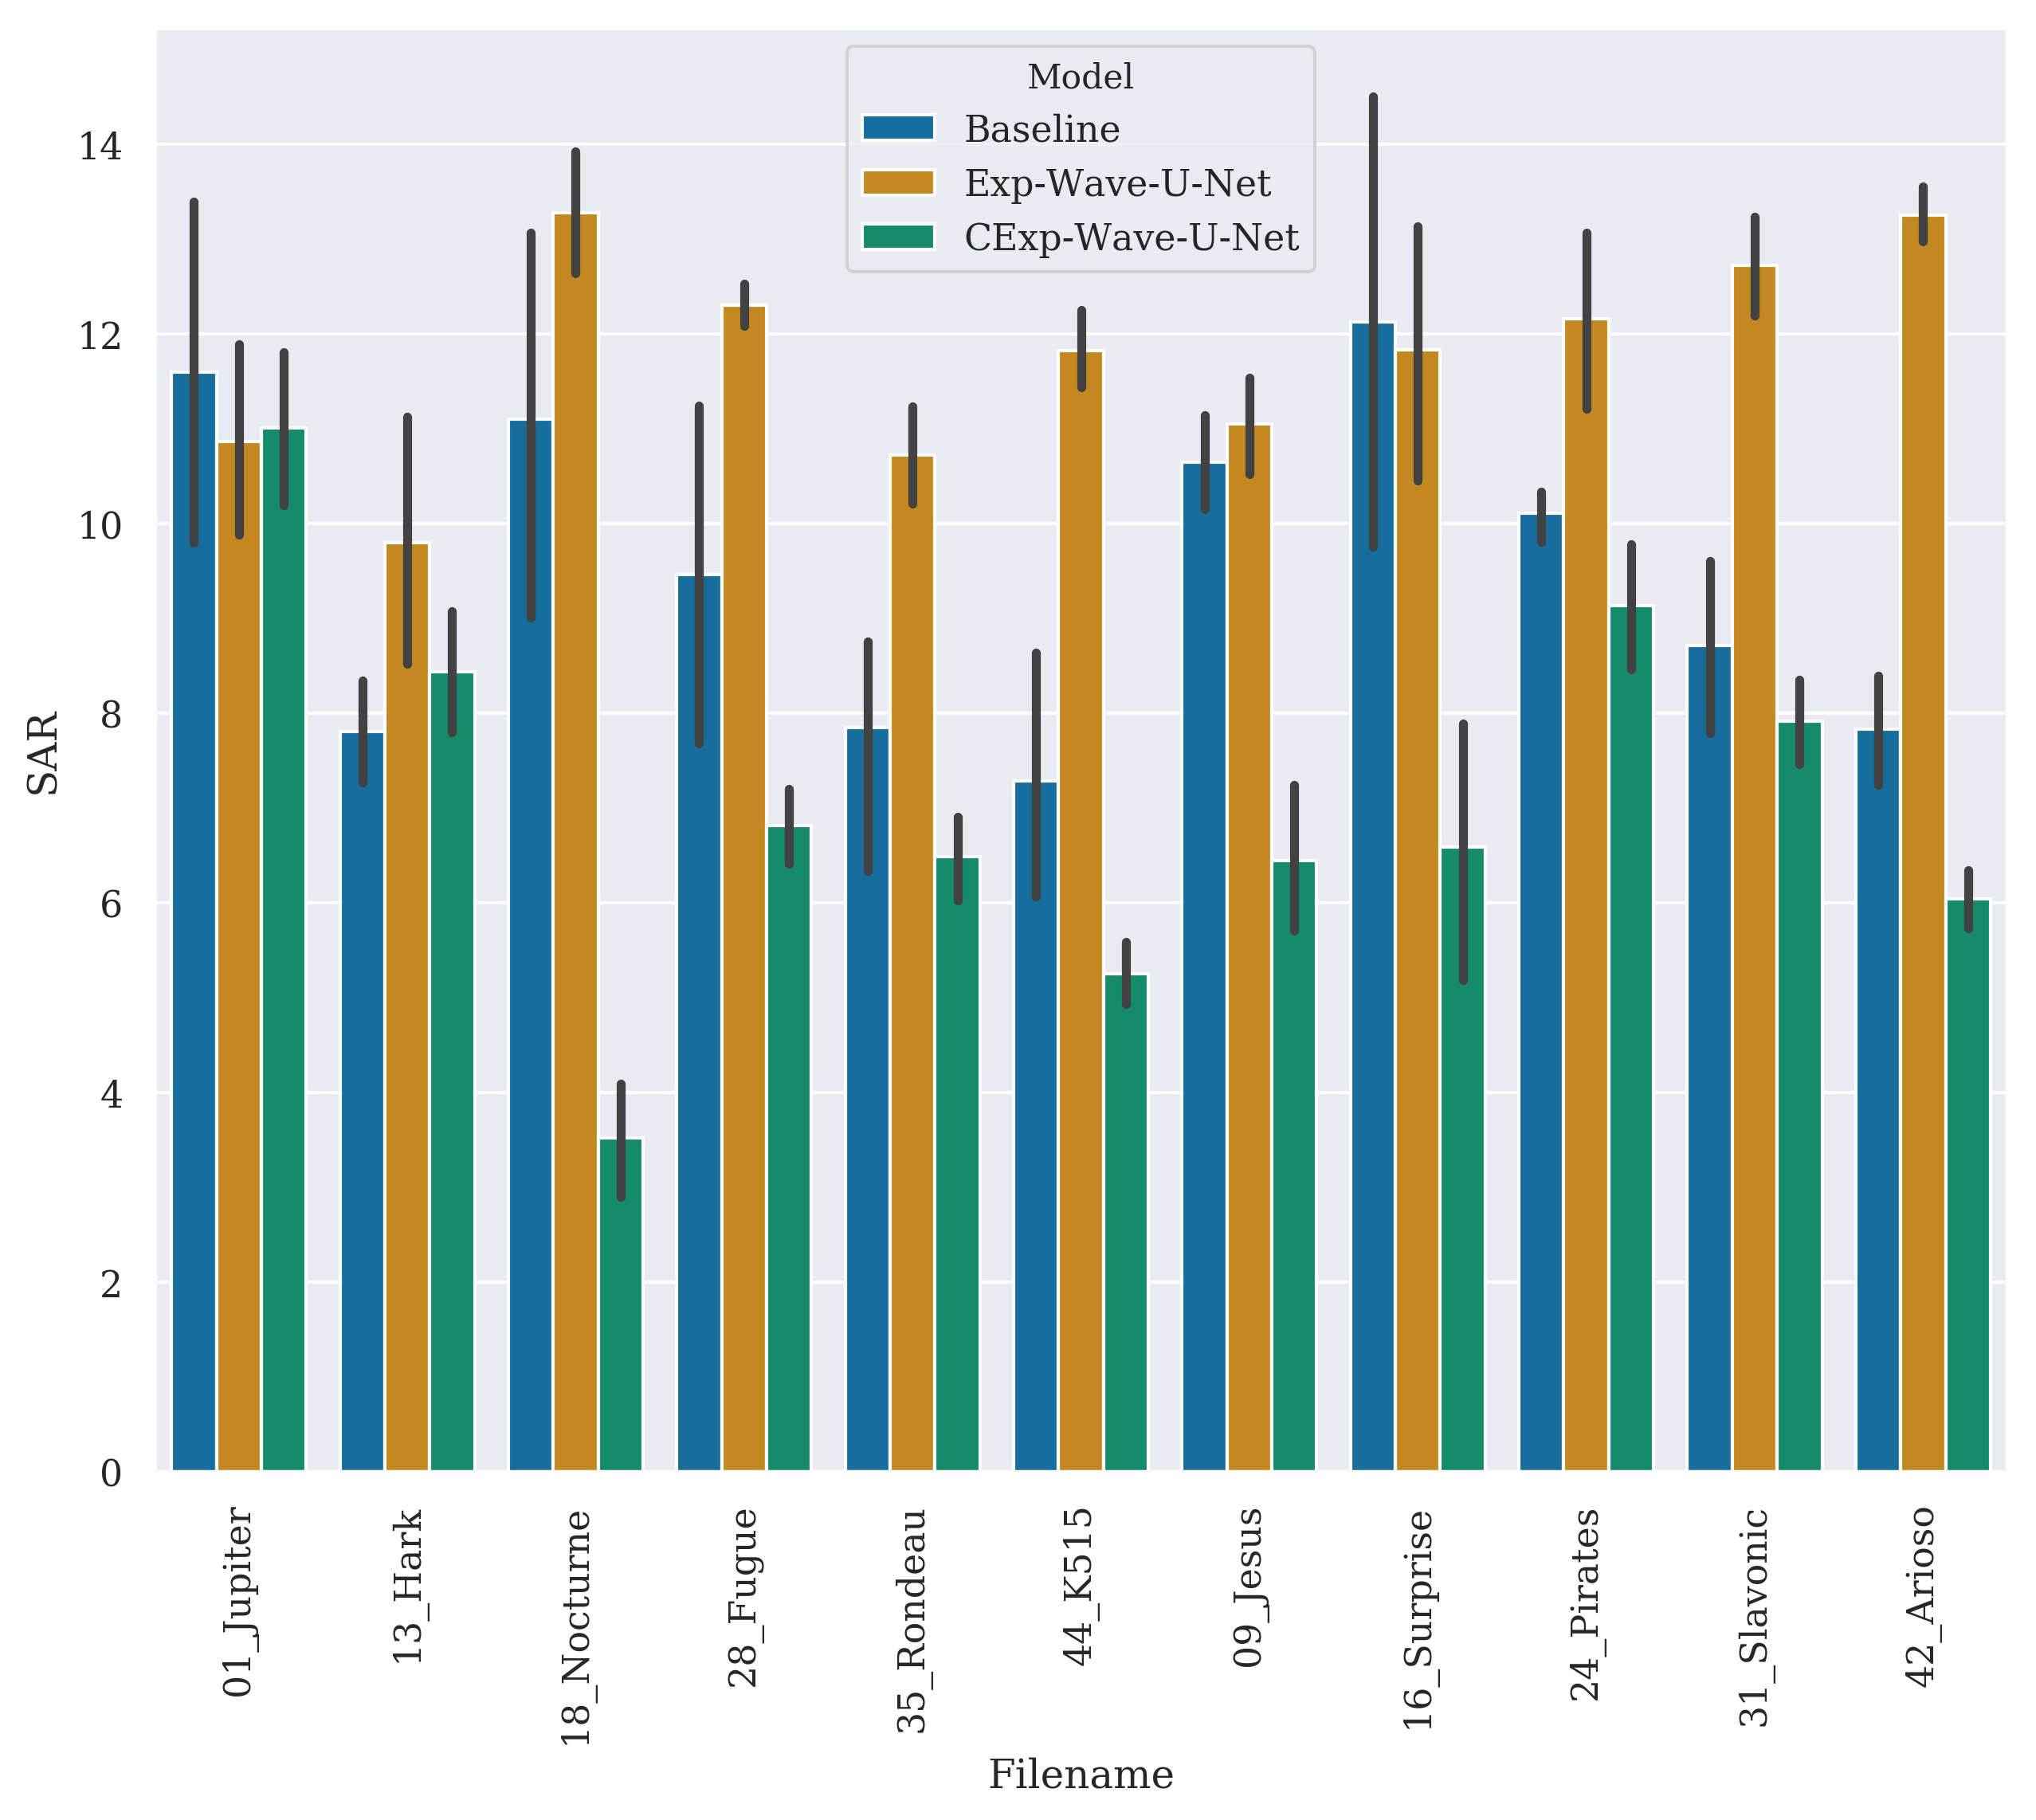 Model
Baseline
Exp-Wave-U-Net
CExp-Wave-U-Net
SAR
14
12
10
8
6
4
2
0
01_Jupiter
13_Hark
18_Nocturne
28_Fugue
35_Rondeau
44_K515
09_Jesus
16_Surprise
24_Pirates
31_Slavonic
42_Arioso
Filename